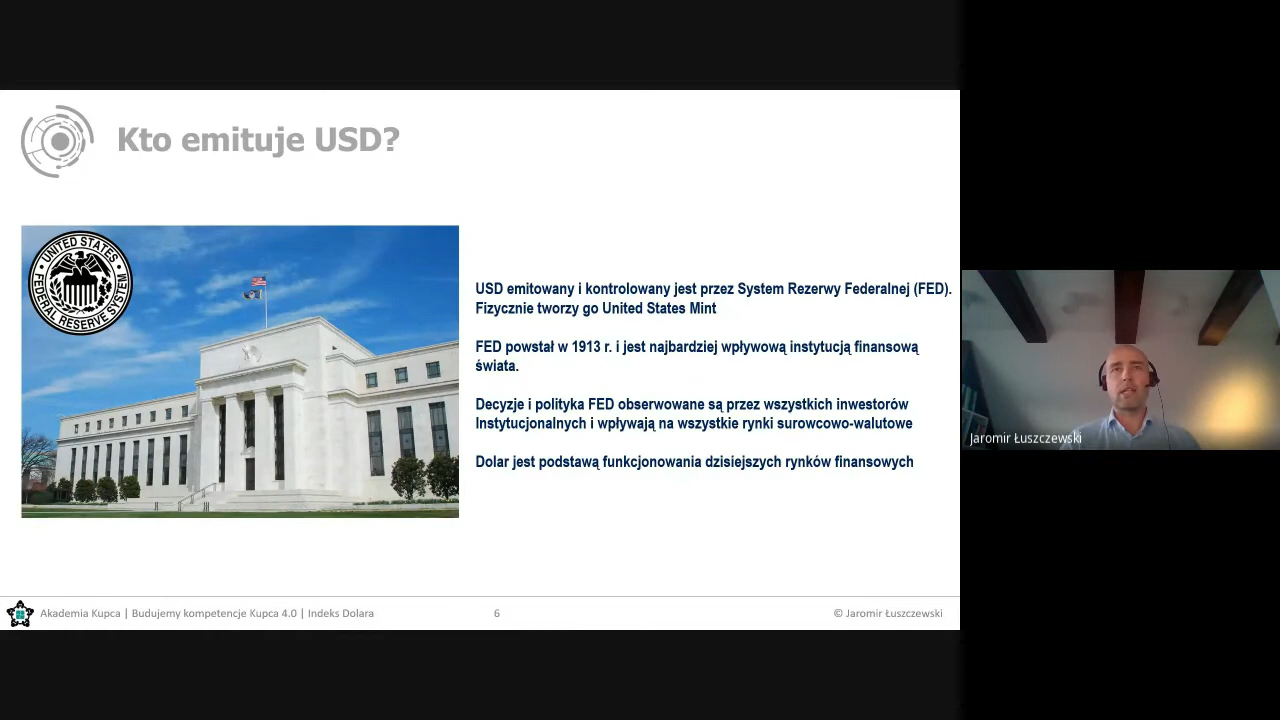 Kto emituje USD?
UNITED STATES
FEDERAL RESERVE SYSTEM
USD emitowany i kontrolowany jest przez System Rezerwy Federalnej (FED).
Fizycznie tworzy go United States Mint
FED powstał w 1913 r. i jest najbardziej wpływową instytucją finansową
świata.
Decyzje i polityka FED obserwowane są przez wszystkich inwestorów
Instytucjonalnych i wpływają na wszystkie rynki surowcowo-walutowe
Dolar jest podstawą funkcjonowania dzisiejszych rynków finansowych
Jaromir Łuszczewski
Akademia Kupca | Budujemy kompetencje Kupca 4.0 | Indeks Dolara
6
© Jaromir Łuszczewski